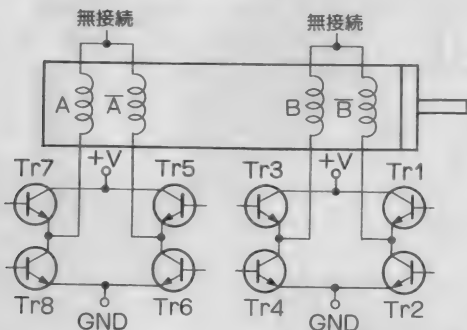 無接続 無接続
A A̅ B B̅
Tr7 +V Tr5 Tr3 +V Tr1
Tr8 GND Tr6 Tr4 GND Tr2